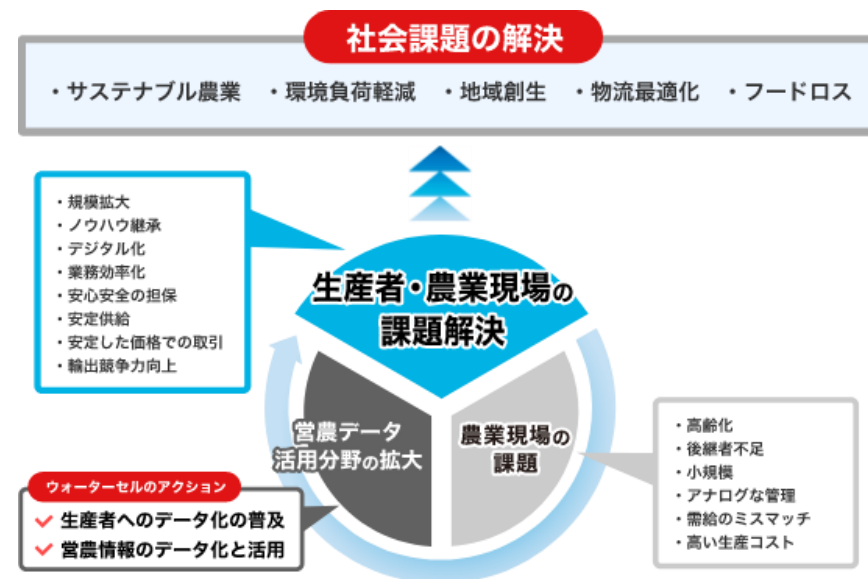 社会課題の解決
・サステナブル農業 ・環境負荷軽減 ・地域創生 ・物流最適化 ・フードロス
・規模拡大
・ノウハウ継承
・デジタル化
・業務効率化
・安心安全の担保
・安定供給
・安定した価格での取引
・輸出競争力向上
生産者・農業現場の
課題解決
営農データ
活用分野の拡大
農業現場の
課題
・高齢化
・後継者不足
・小規模
・アナログな管理
・需給のミスマッチ
・高い生産コスト
ウォーターセルのアクション
生産者へのデータ化の普及
営農情報のデータ化と活用